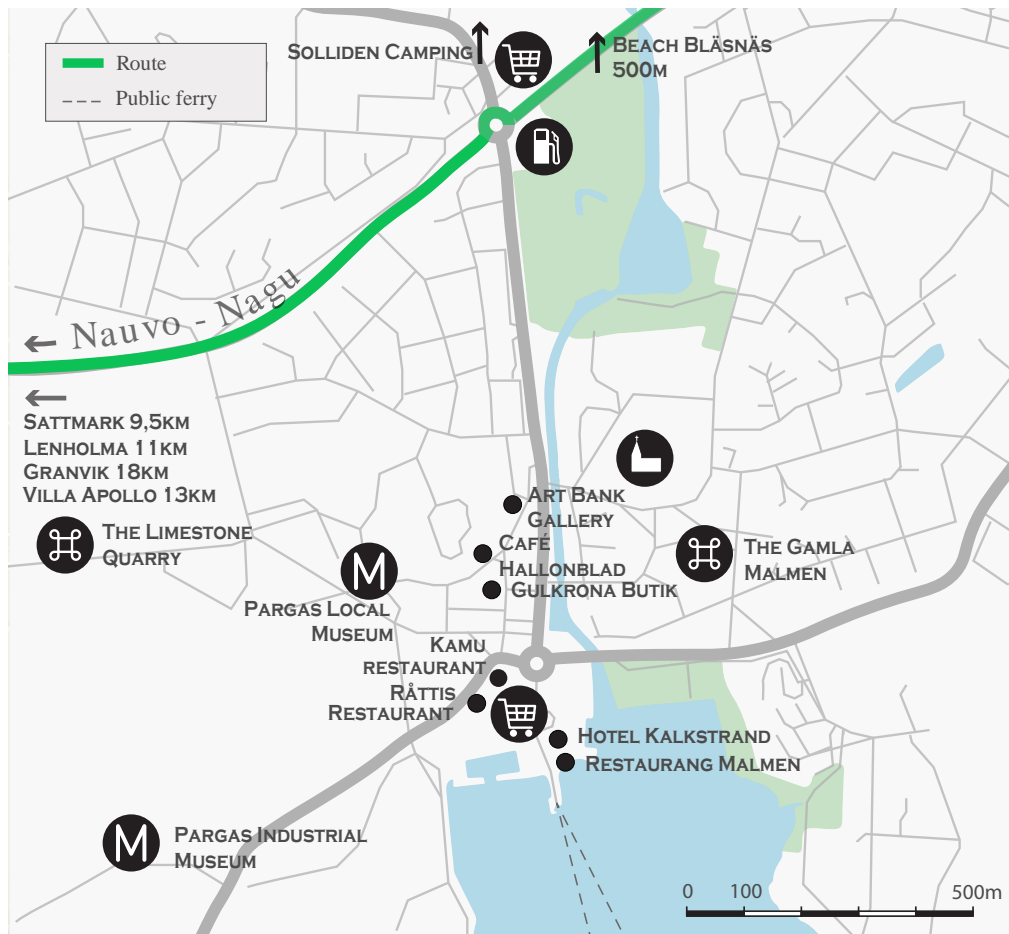 SOLLIDEN CAMPING
BEACH BLÄSNÄS
500M
Route
Public ferry
← Nauvo - Nagu
SATTMARK 9,5KM
LENHOLMA 11KM
GRANVIK 18KM
VILLA APOLLO 13KM
THE LIMESTONE
QUARRY
ART BANK
GALLERY
CAFÉ
HALLONBLAD
GULKRONA BUTIK
THE GAMLA
MALMEN
M
PARGAS LOCAL
MUSEUM
KAMU
RESTAURANT
RÅTTIS
RESTAURANT
HOTEL KALKSTRAND
RESTAURANG MALMEN
M
PARGAS INDUSTRIAL
MUSEUM
0 100 500m